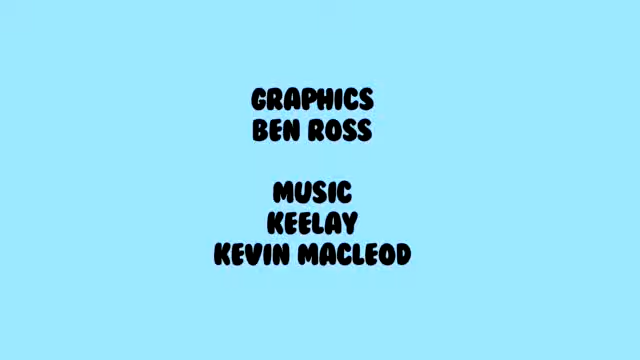 GRAPHICS
BEN ROSS
MUSIC
KEELAY
KEVIN MACLEOD